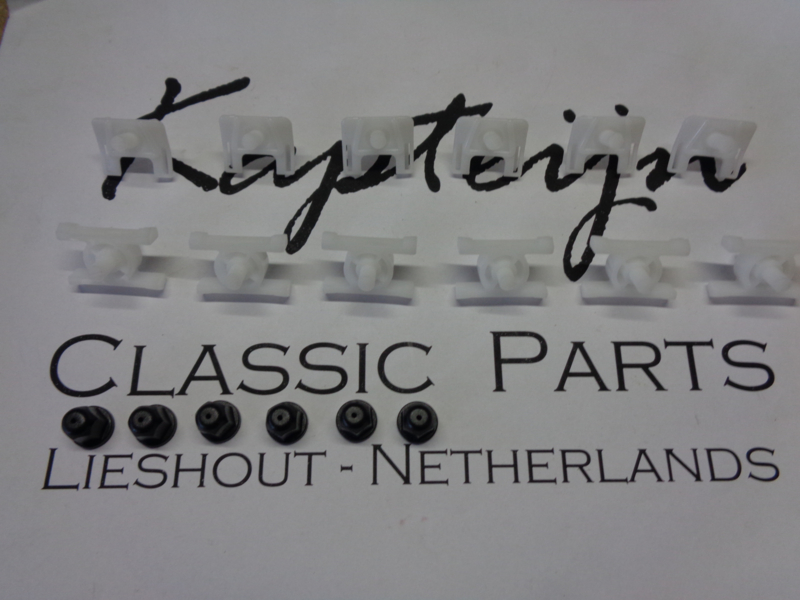 Kapteijn
CLASSIC PARTS
LIESHOUT - NETHERLANDS